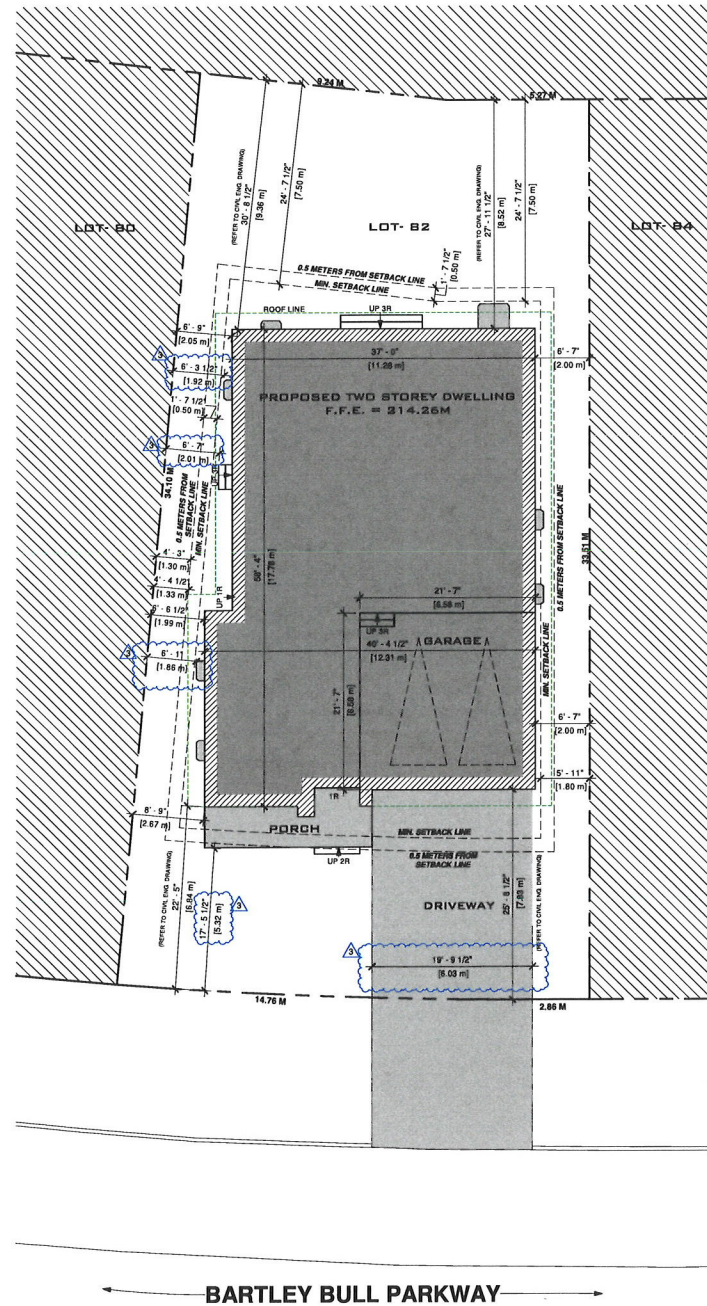 9.24 M
5.27 M
(REFER TO CIVIL ENG. DRAWING)
30' - 8 1/2"
[9.36 m]
24' - 7 1/2"
[7.50 m]
(REFER TO CIVIL ENG. DRAWING)
27' - 11 1/2"
[8.52 m]
24' - 7 1/2"
[7.50 m]
LOT- 80
LOT- 82
LOT- 84
0.5 METERS FROM SETBACK LINE
MIN. SETBACK LINE
1' - 7 1/2"
[0.50 m]
ROOF LINE
UP 3R
6' - 9"
[2.05 m]
37' - 0"
[11.28 m]
6' - 7"
[2.00 m]
3
6' - 3 1/2"
[1.92 m]
PROPOSED TWO STOREY DWELLING
F.F.E. = 214.26M
1' - 7 1/2"
[0.50 m]
3
6' - 7"
[2.01 m]
34.10 M
0.5 METERS FROM
SETBACK LINE
MIN. SETBACK LINE
58' - 4"
[17.78 m]
33.51 M
0.5 METERS FROM SETBACK LINE
MIN. SETBACK LINE
4' - 3"
[1.30 m]
4' - 4 1/2"
[1.33 m]
UP 1R
21' - 7"
[6.58 m]
6' - 6 1/2"
[1.99 m]
UP 3R
GARAGE
40' - 4 1/2"
[12.31 m]
3
6' - 1"
[1.86 m]
21' - 7"
[6.58 m]
6' - 7"
[2.00 m]
5' - 11"
[1.80 m]
8' - 9"
[2.67 m]
1R
PORCH
MIN. SETBACK LINE
UP 2R
0.5 METERS FROM
SETBACK LINE
(REFER TO CIVIL ENG. DRAWING)
22' - 5"
[6.84 m]
17' - 5 1/2"
[5.32 m]
3
DRIVEWAY
25' - 8 1/2"
[7.83 m]
(REFER TO CIVIL ENG. DRAWING)
3
19' - 9 1/2"
[6.03 m]
14.76 M
2.86 M
BARTLEY BULL PARKWAY